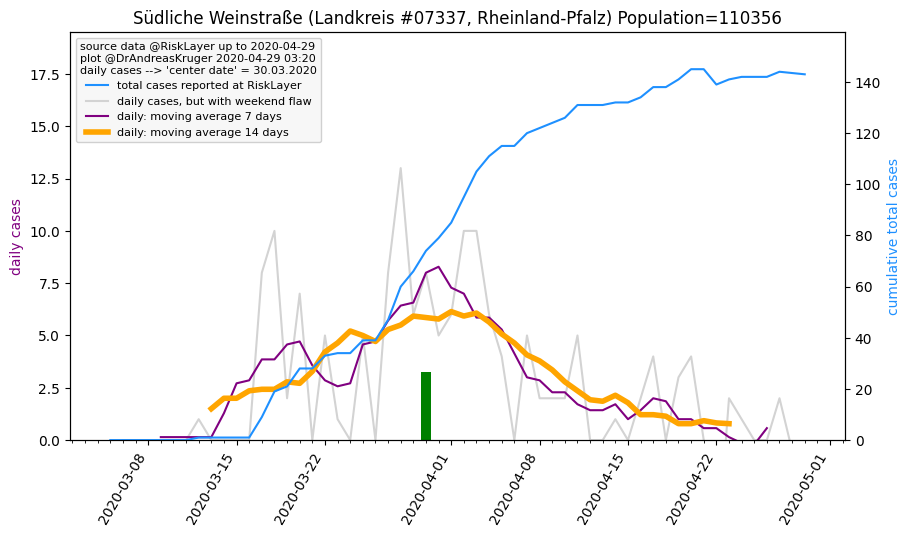 Südliche Weinstraße (Landkreis #07337, Rheinland-Pfalz) Population=110356
source data @RiskLayer up to 2020-04-29
plot @DrAndreasKruger 2020-04-29 03:20
daily cases --> 'center date' = 30.03.2020
total cases reported at RiskLayer
daily cases, but with weekend flaw
daily: moving average 7 days
daily: moving average 14 days
daily cases
17.5
15.0
12.5
10.0
7.5
5.0
2.5
0.0
140
120
100
80
60
40
20
0
cumulative total cases
2020-03-08
2020-03-15
2020-03-22
2020-04-01
2020-04-08
2020-04-15
2020-04-22
2020-05-01